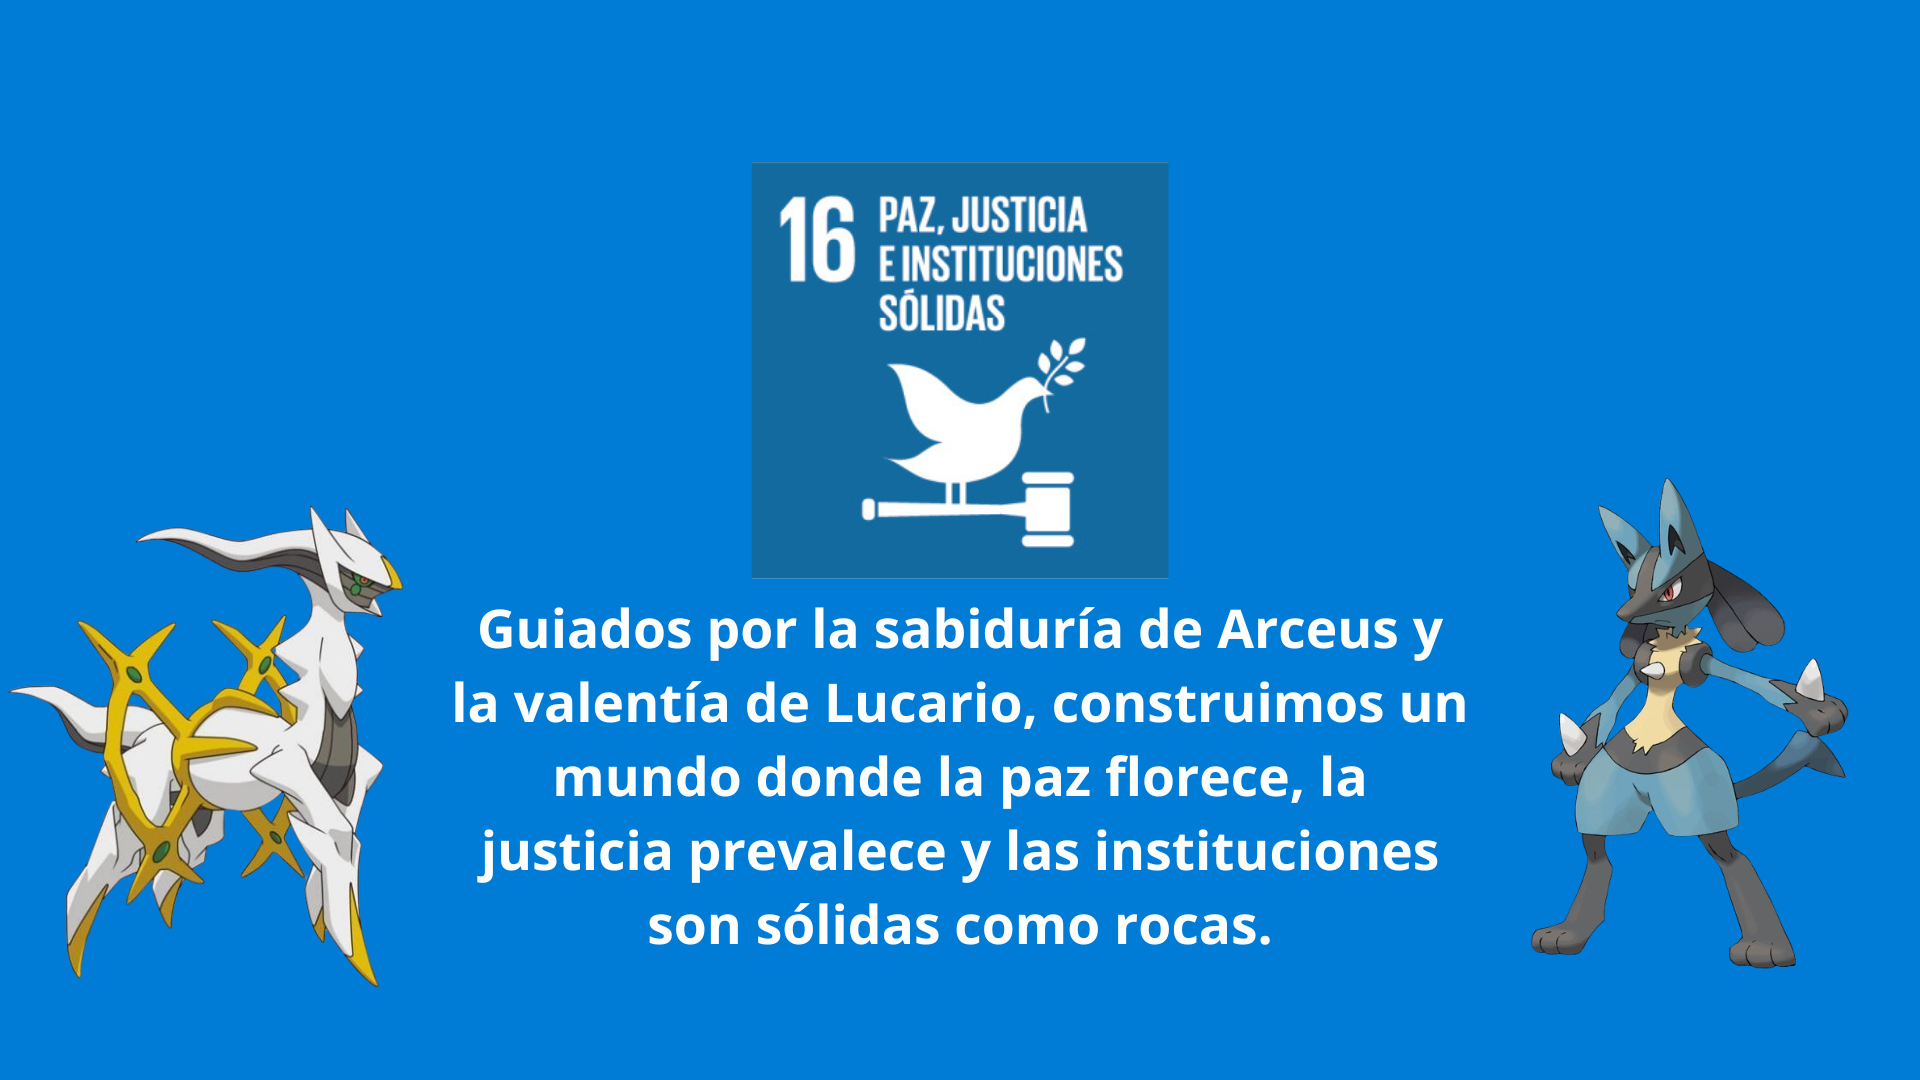 16
PAZ, JUSTICIA
E INSTITUCIONES
SÓLIDAS
Guiados por la sabiduría de Arceus y
la valentía de Lucario, construimos un
mundo donde la paz florece, la
justicia prevalece y las instituciones
son sólidas como rocas.